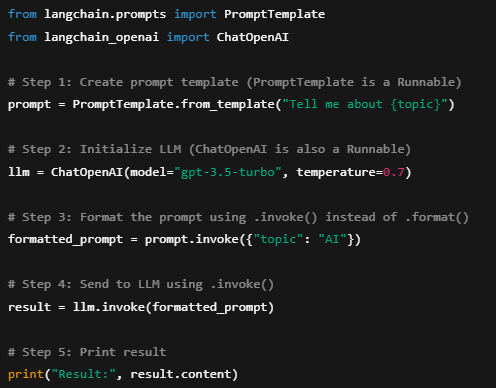 from langchain.prompts import PromptTemplate
from langchain_openai import ChatOpenAI
# Step 1: Create prompt template (PromptTemplate is a Runnable)
prompt = PromptTemplate.from_template("Tell me about {topic}")
# Step 2: Initialize LLM (ChatOpenAI is also a Runnable)
llm = ChatOpenAI(model="gpt-3.5-turbo", temperature=0.7)
# Step 3: Format the prompt using .invoke() instead of .format()
formatted_prompt = prompt.invoke({"topic": "AI"})
# Step 4: Send to LLM using .invoke()
result = llm.invoke(formatted_prompt)
# Step 5: Print result
print("Result:", result.content)